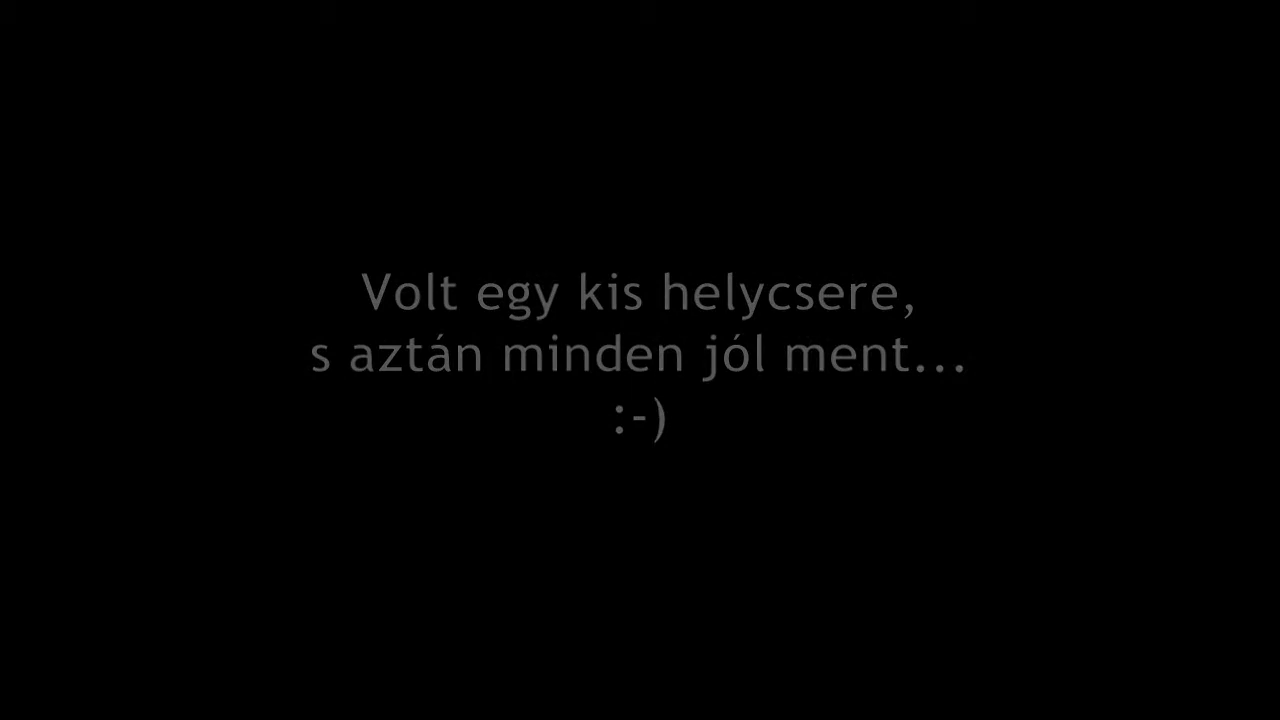 Volt egy kis helycsere,
s aztán minden jól ment...
:-)